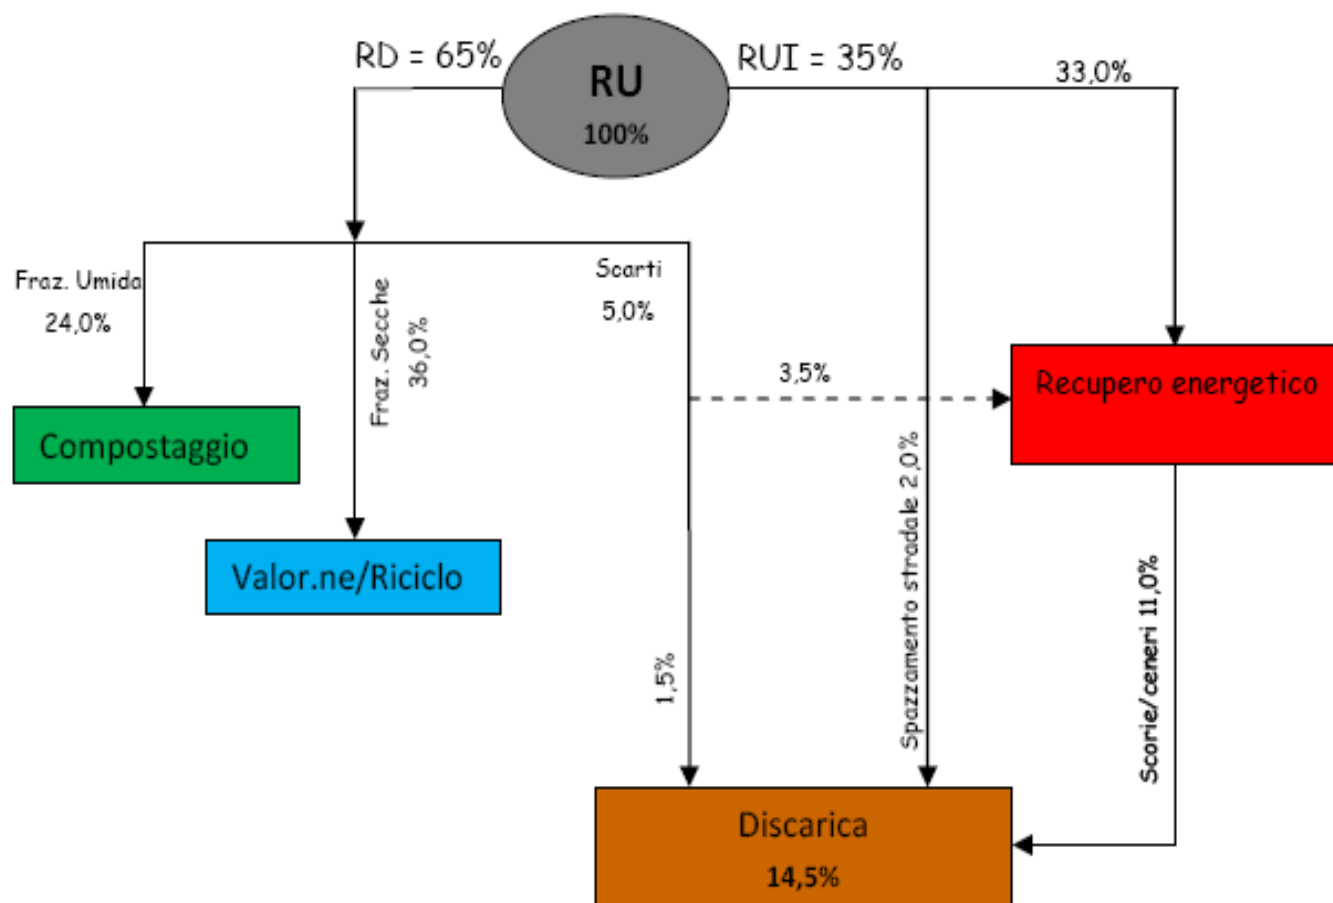 RD = 65%
RU
100%
RUI = 35%
33,0%
Fraz. Umida
24,0%
Fraz. Secche
36,0%
Scarti
5,0%
3,5%
Recupero energetico
Compostaggio
Valor.ne/Riciclo
1,5%
Spazzamento stradale 2,0%
Scorie/ceneri 11,0%
Discarica
14,5%